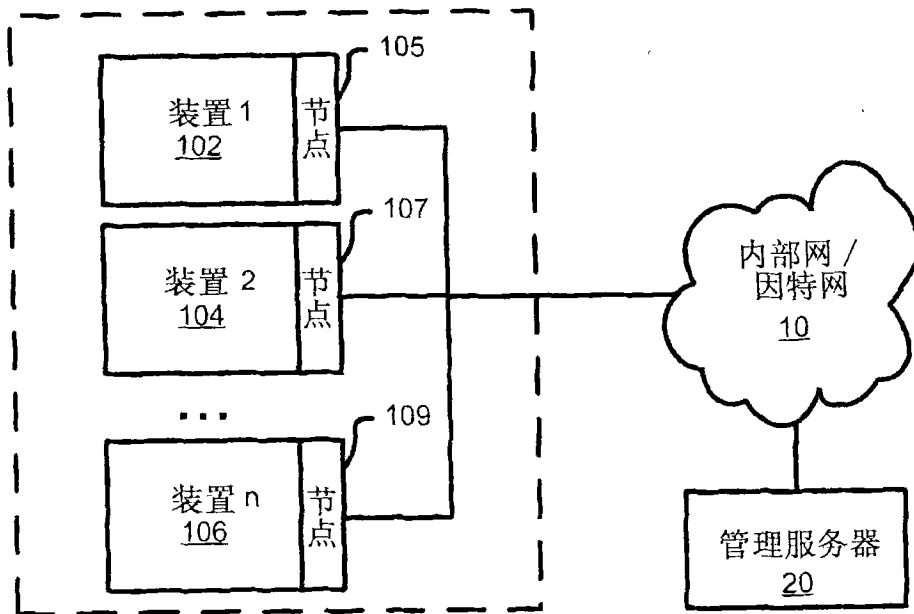 105
装置 1
102
节点
107
装置 2
104
节点
...
109
装置 n
106
节点
内部网 /
因特网
10
管理服务器
20